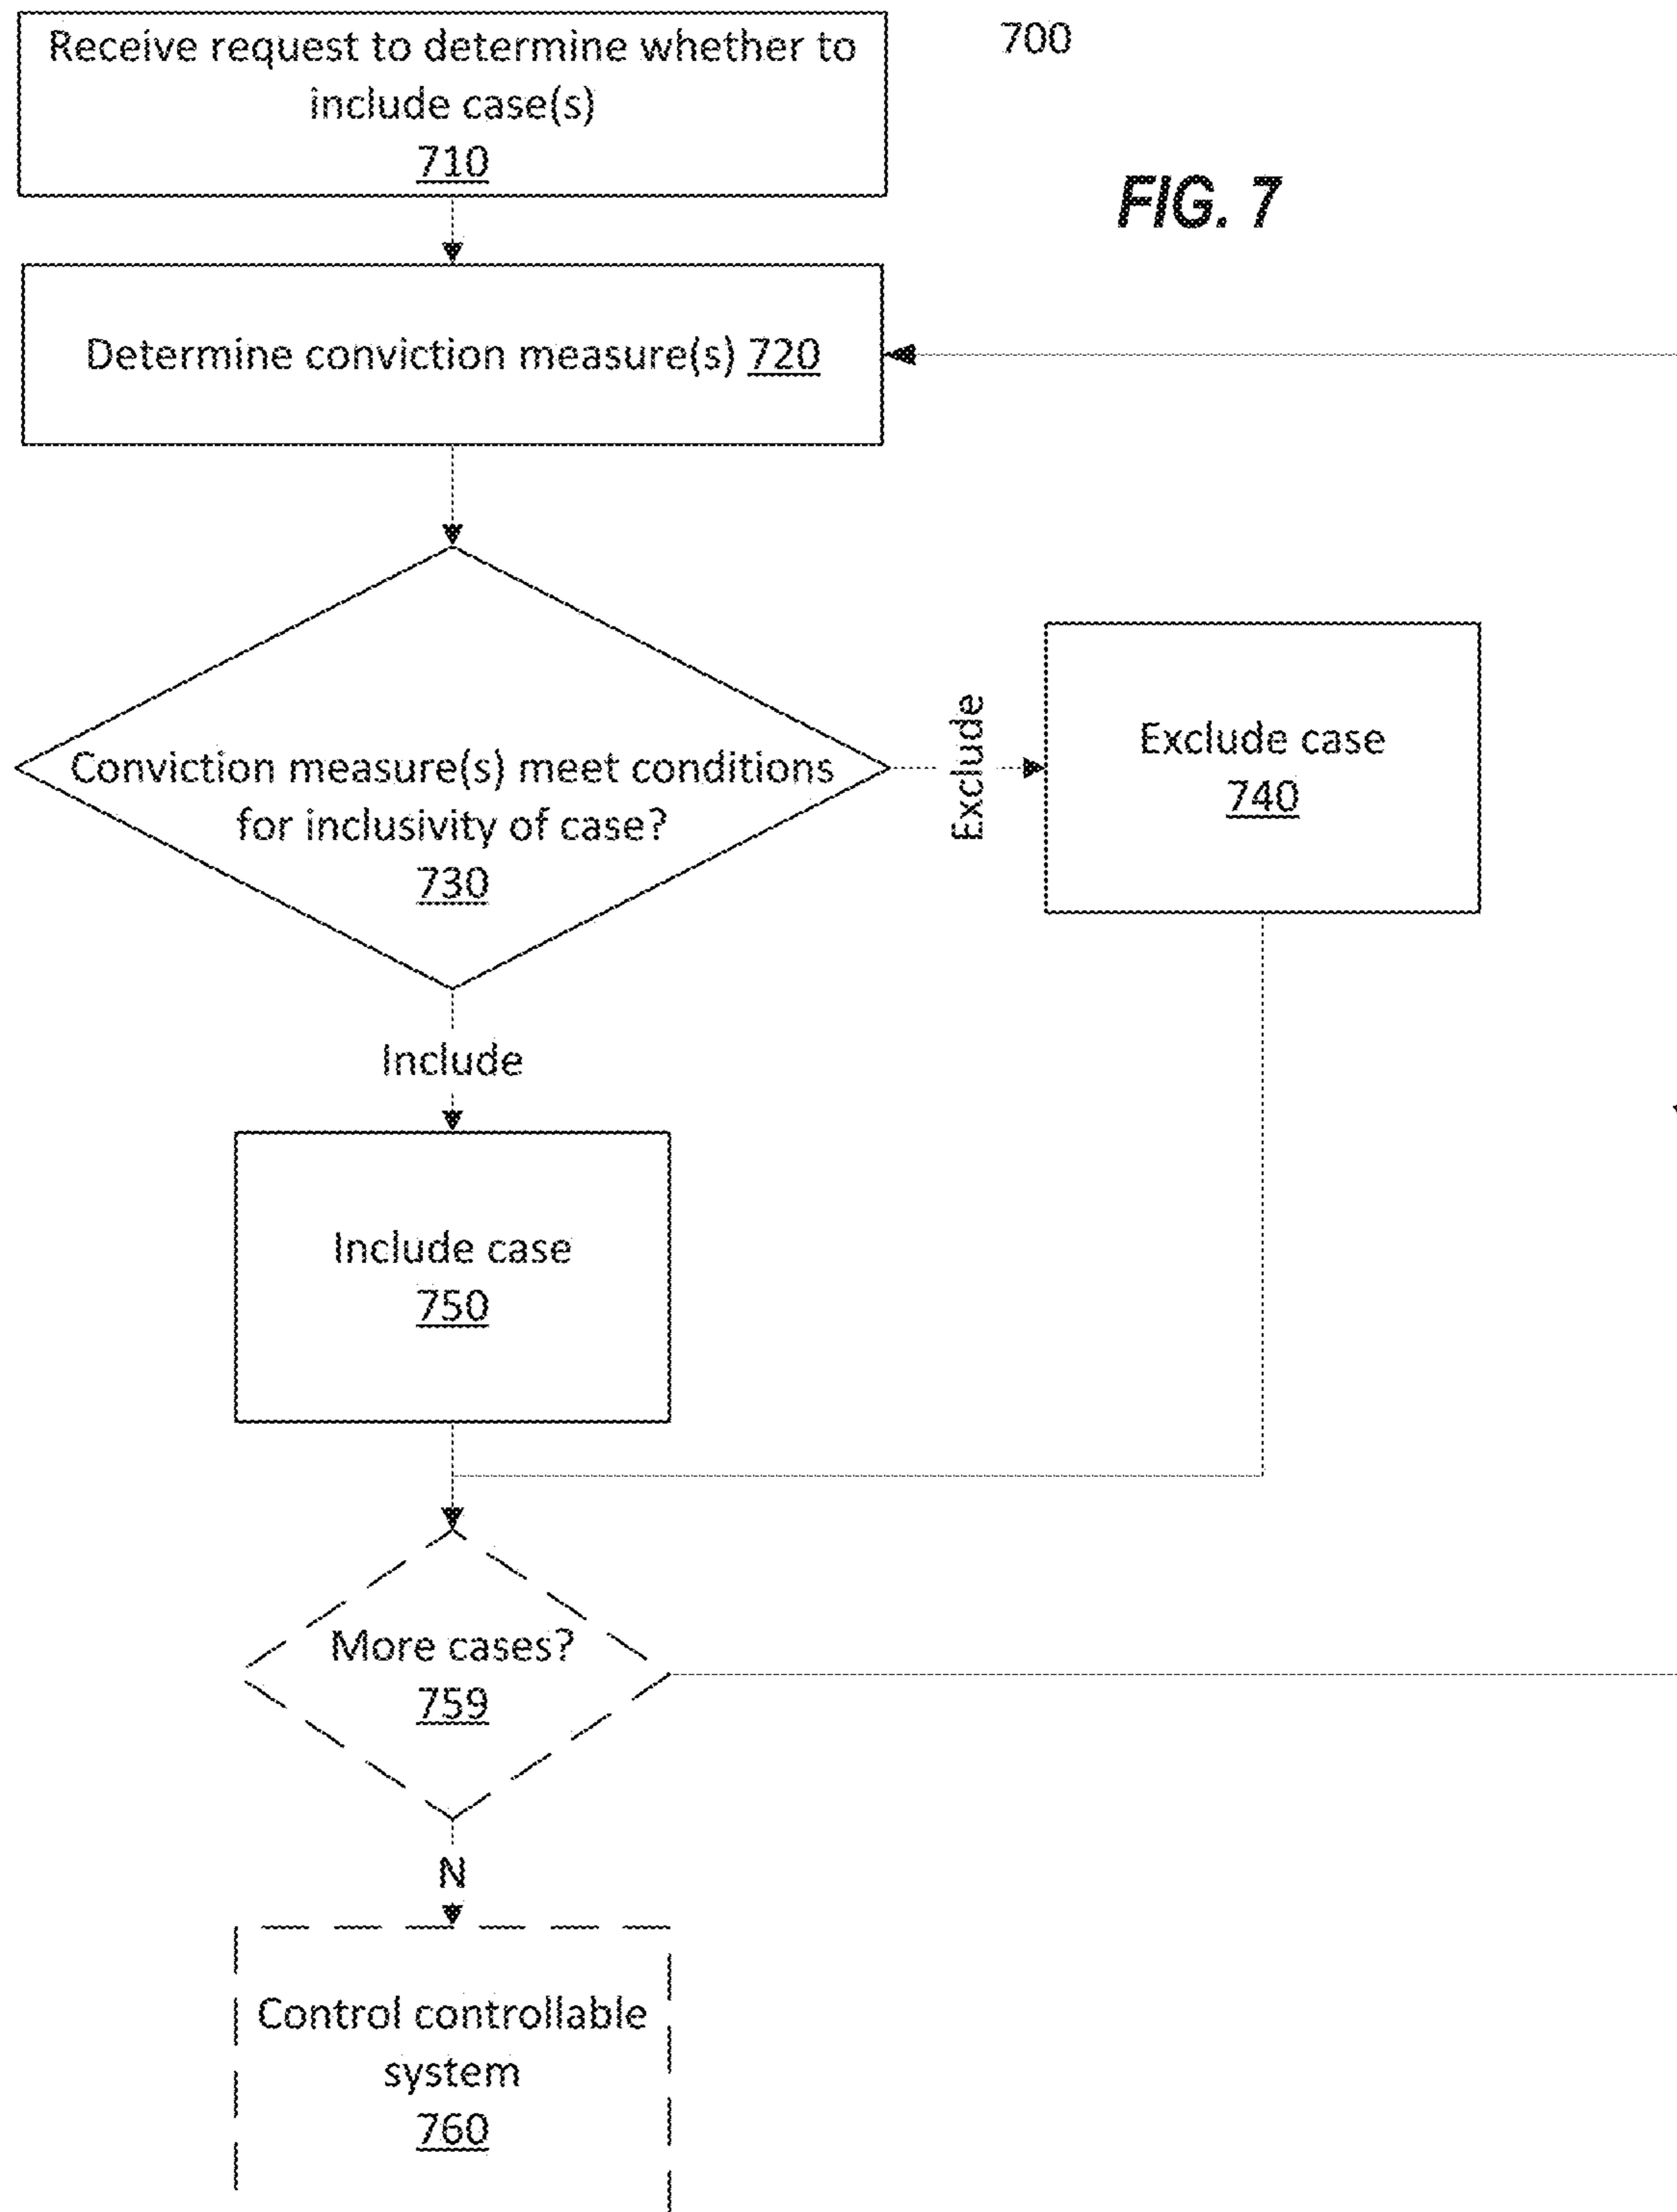 Receive request to determine whether to
include case(s)
710
700
FIG. 7
Determine conviction measure(s) 720
Conviction measure(s) meet conditions
for inclusivity of case?
730
Exclude
Exclude case
740
Include
Include case
750
More cases?
759
N
Control controllable
system
760